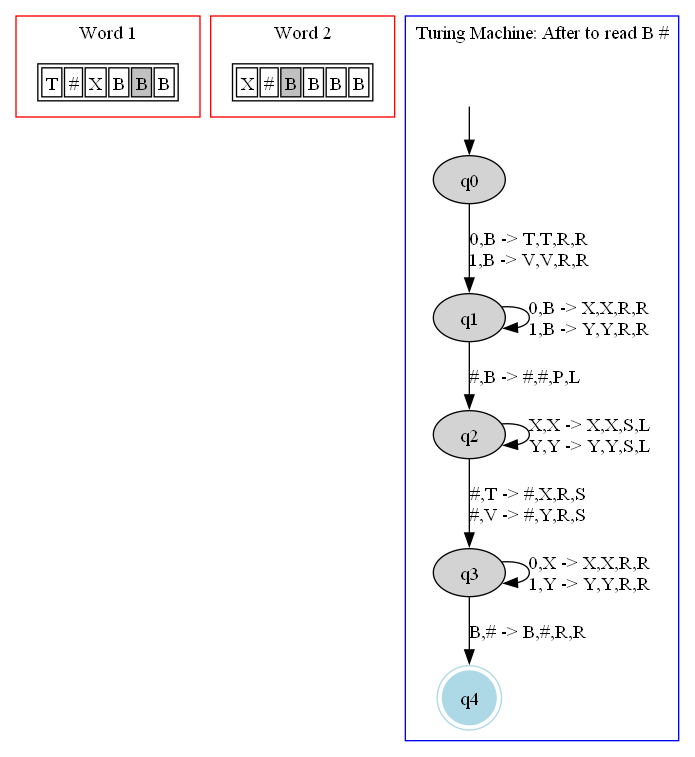 Word 1
T # X B B B
Word 2
X # B B B B
Turing Machine: After to read B #
q0
0,B -> T,T,R,R
1,B -> V,V,R,R
q1
0,B -> X,X,R,R
1,B -> Y,Y,R,R
#,B -> #,#,P,L
q2
X,X -> X,X,S,L
Y,Y -> Y,Y,S,L
#,T -> #,X,R,S
#,V -> #,Y,R,S
q3
0,X -> X,X,R,R
1,Y -> Y,Y,R,R
B,# -> B,#,R,R
q4